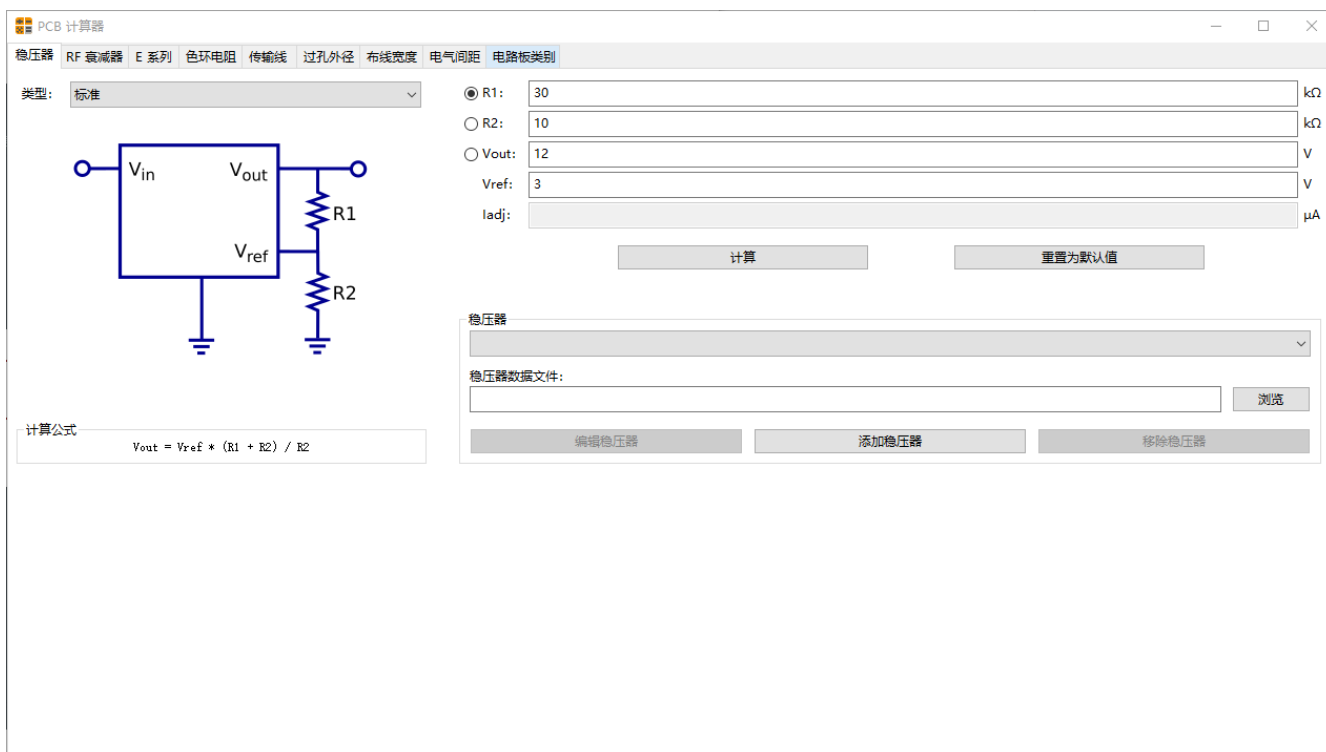 PCB 计算器
稳压器 RF 衰减器 E 系列 色环电阻 传输线 过孔外径 布线宽度 电气间距 电路板类别
类型: 标准
Vin
Vout
R1
Vref
R2
计算公式
Vout = Vref * (R1 + R2) / R2
R1: 30 kΩ
R2: 10 kΩ
Vout: 12 V
Vref: 3 V
Iadj: μA
计算 重置为默认值
稳压器
稳压器数据文件:
浏览
编辑稳压器 添加稳压器 移除稳压器